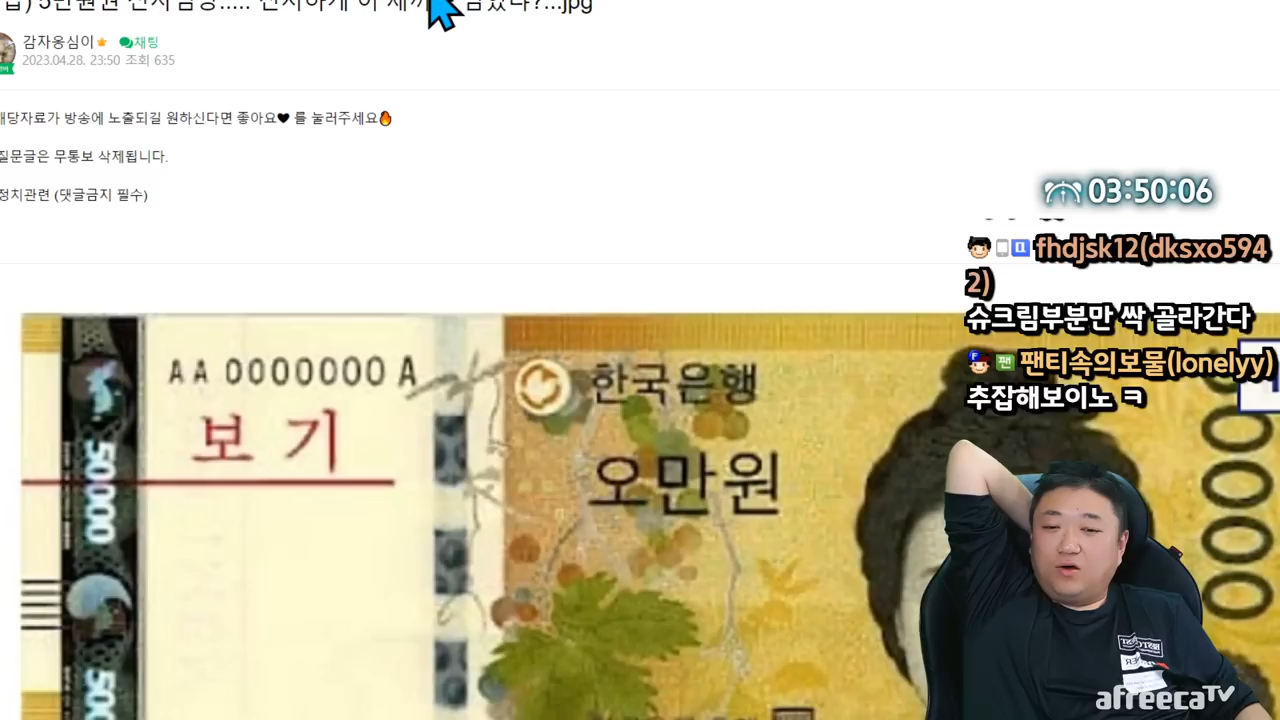 5만원권
감자옹심이 채팅
2023.04.28. 23:50 조회 635
해당자료가 방송에 노출되길 원하신다면 좋아요🖤 를 눌러주세요🔥
질문글은 무통보 삭제됩니다.
정치관련 (댓글금지 필수)
03:50:06
fhdjsk12(dksxo594
2)
슈크림부분만 싹 골라간다
팬 팬티속의보물(lonelyy)
추잡해보이노 ㅋ
AA 0000000 A
보기
한국은행
오만원
50000
afreecaTV